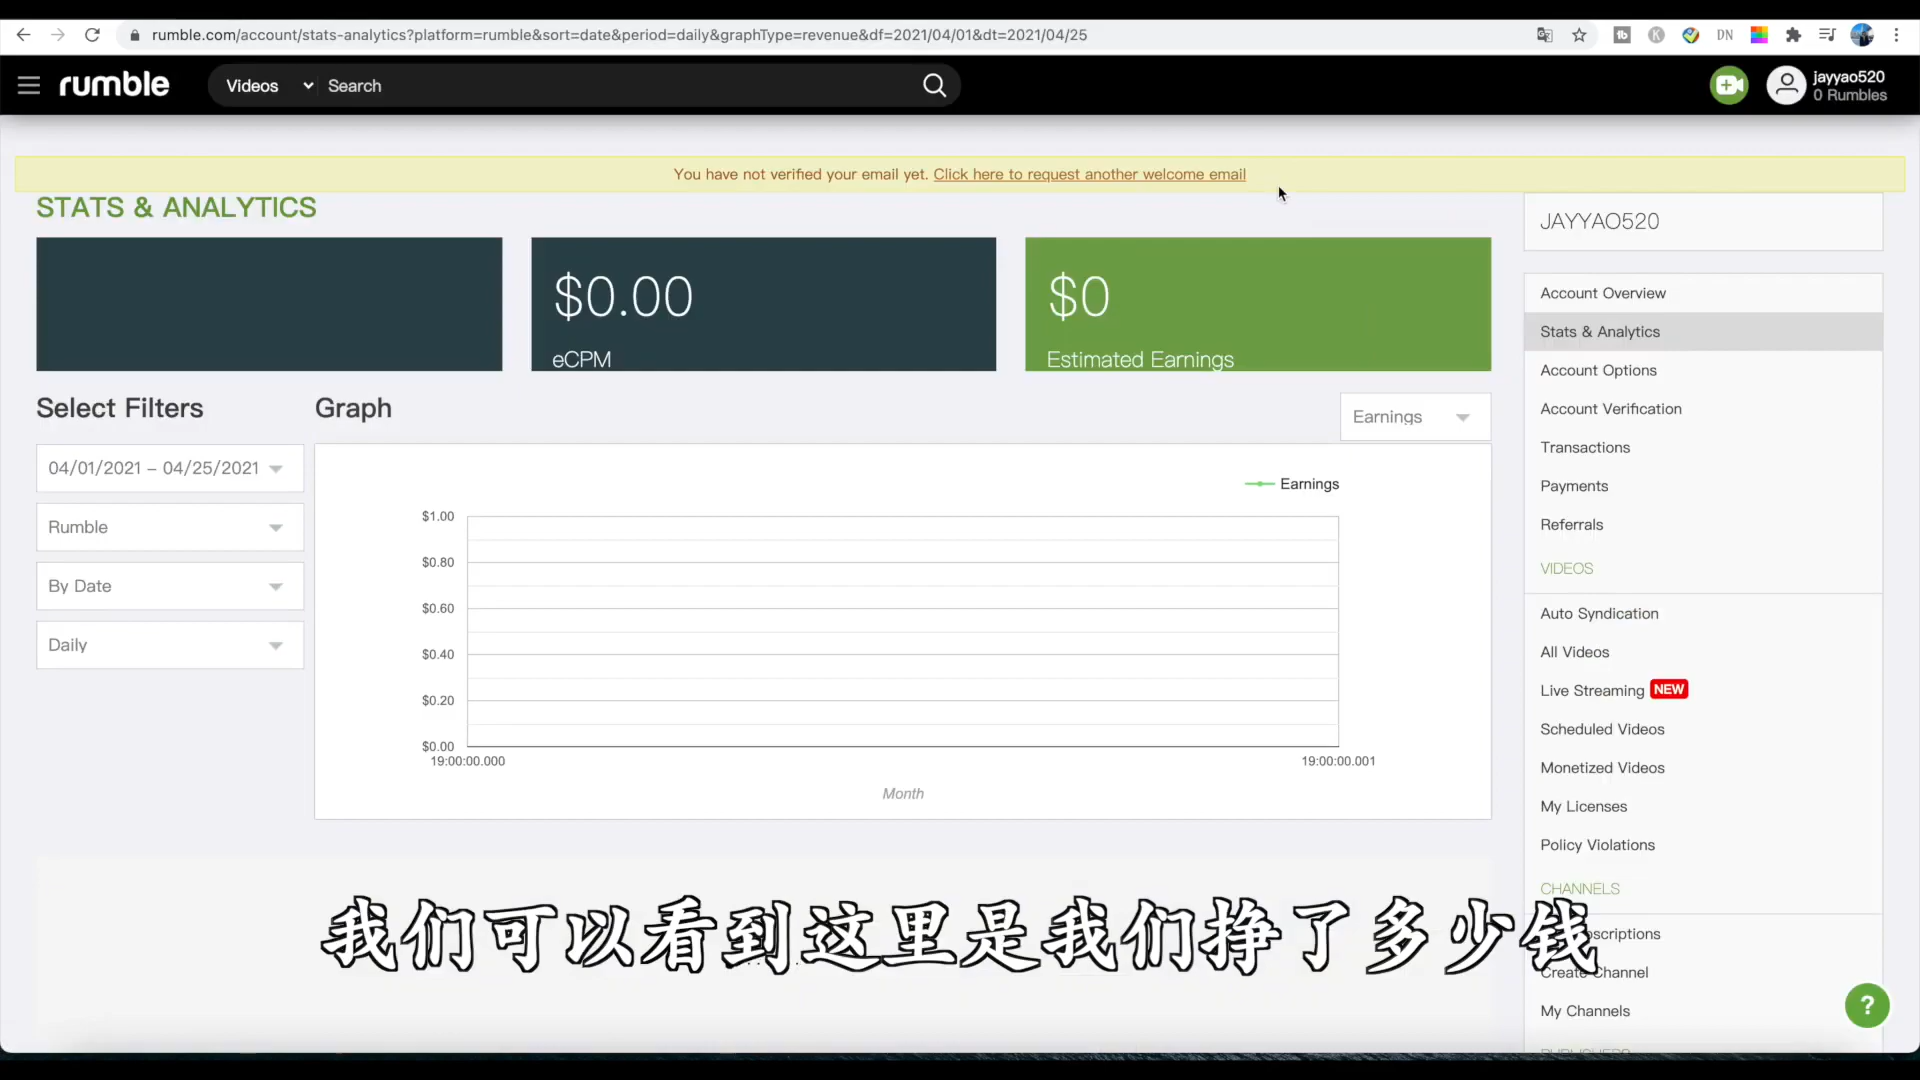 rumble.com/account/stats-analytics?platform=rumble&sort=date&period=daily&graphType=revenue&df=2021/04/01&dt=2021/04/25
DN
rumble
Videos
Search
jayyao520
0 Rumbles
You have not verified your email yet. Click here to request another welcome email
STATS & ANALYTICS
$0.00
eCPM
$0
Estimated Earnings
Select Filters
04/01/2021 – 04/25/2021
Rumble
By Date
Daily
Graph
Earnings
Earnings
$1.00
$0.80
$0.60
$0.40
$0.20
$0.00
19:00:00.000
19:00:00.001
Month
JAYYAO520
Account Overview
Stats & Analytics
Account Options
Account Verification
Transactions
Payments
Referrals
VIDEOS
Auto Syndication
All Videos
Live Streaming NEW
Scheduled Videos
Monetized Videos
My Licenses
Policy Violations
CHANNELS
Create Channel
My Channels
?
我们可以看到这里是我们挣了多少钱